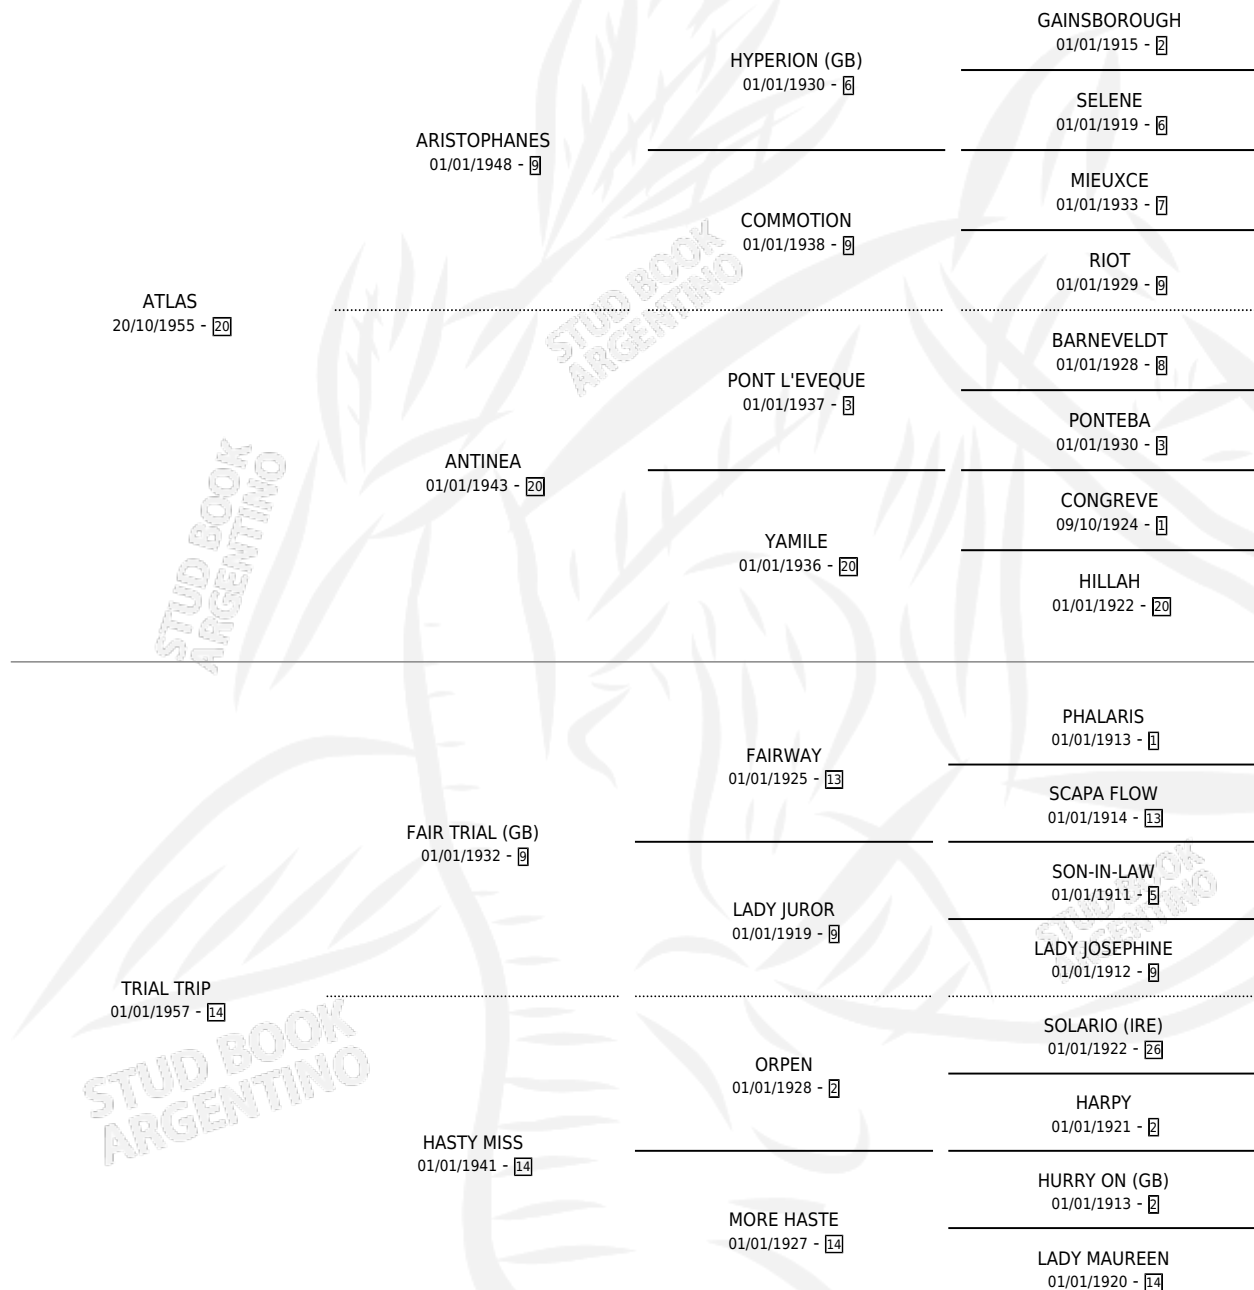 GAINSBOROUGH
01/01/1915 - 2
HYPERION (GB)
01/01/1930 - 6
SELENE
01/01/1919 - 6
ARISTOPHANES
01/01/1948 - 9
MIEUXCE
01/01/1933 - 7
COMMOTION
01/01/1938 - 9
RIOT
01/01/1929 - 9
ATLAS
20/10/1955 - 20
STUD BOOK
ARGENTINO
BARNEVELDT
01/01/1928 - 8
PONT L'EVEQUE
01/01/1937 - 3
PONTEBA
01/01/1930 - 3
ANTINEA
01/01/1943 - 20
CONGREVE
09/10/1924 - 1
YAMILE
01/01/1936 - 20
HILLAH
01/01/1922 - 20
STUD BOOK
ARGENTINO
PHALARIS
01/01/1913 - 1
FAIRWAY
01/01/1925 - 13
SCAPA FLOW
01/01/1914 - 13
FAIR TRIAL (GB)
01/01/1932 - 9
SON-IN-LAW
01/01/1911 - 5
LADY JUROR
01/01/1919 - 9
STUD BOOK
ARGENTINO
LADY JOSEPHINE
01/01/1912 - 9
TRIAL TRIP
01/01/1957 - 14
SOLARIO (IRE)
01/01/1922 - 26
ORPEN
01/01/1928 - 2
HARPY
01/01/1921 - 2
STUD BOOK
ARGENTINO
HASTY MISS
01/01/1941 - 14
HURRY ON (GB)
01/01/1913 - 2
MORE HASTE
01/01/1927 - 14
LADY MAUREEN
01/01/1920 - 14